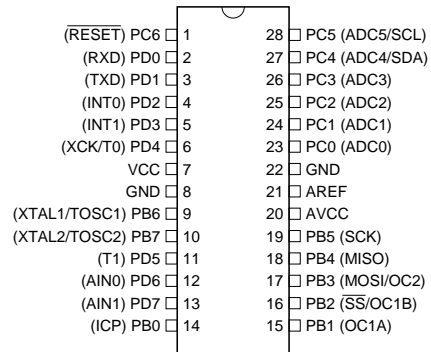 (RESET) PC6 1 28 PC5 (ADC5/SCL)
(RXD) PD0 2 27 PC4 (ADC4/SDA)
(TXD) PD1 3 26 PC3 (ADC3)
(INT0) PD2 4 25 PC2 (ADC2)
(INT1) PD3 5 24 PC1 (ADC1)
(XCK/T0) PD4 6 23 PC0 (ADC0)
VCC 7 22 GND
GND 8 21 AREF
(XTAL1/TOSC1) PB6 9 20 AVCC
(XTAL2/TOSC2) PB7 10 19 PB5 (SCK)
(T1) PD5 11 18 PB4 (MISO)
(AIN0) PD6 12 17 PB3 (MOSI/OC2)
(AIN1) PD7 13 16 PB2 (SS/OC1B)
(ICP) PB0 14 15 PB1 (OC1A)